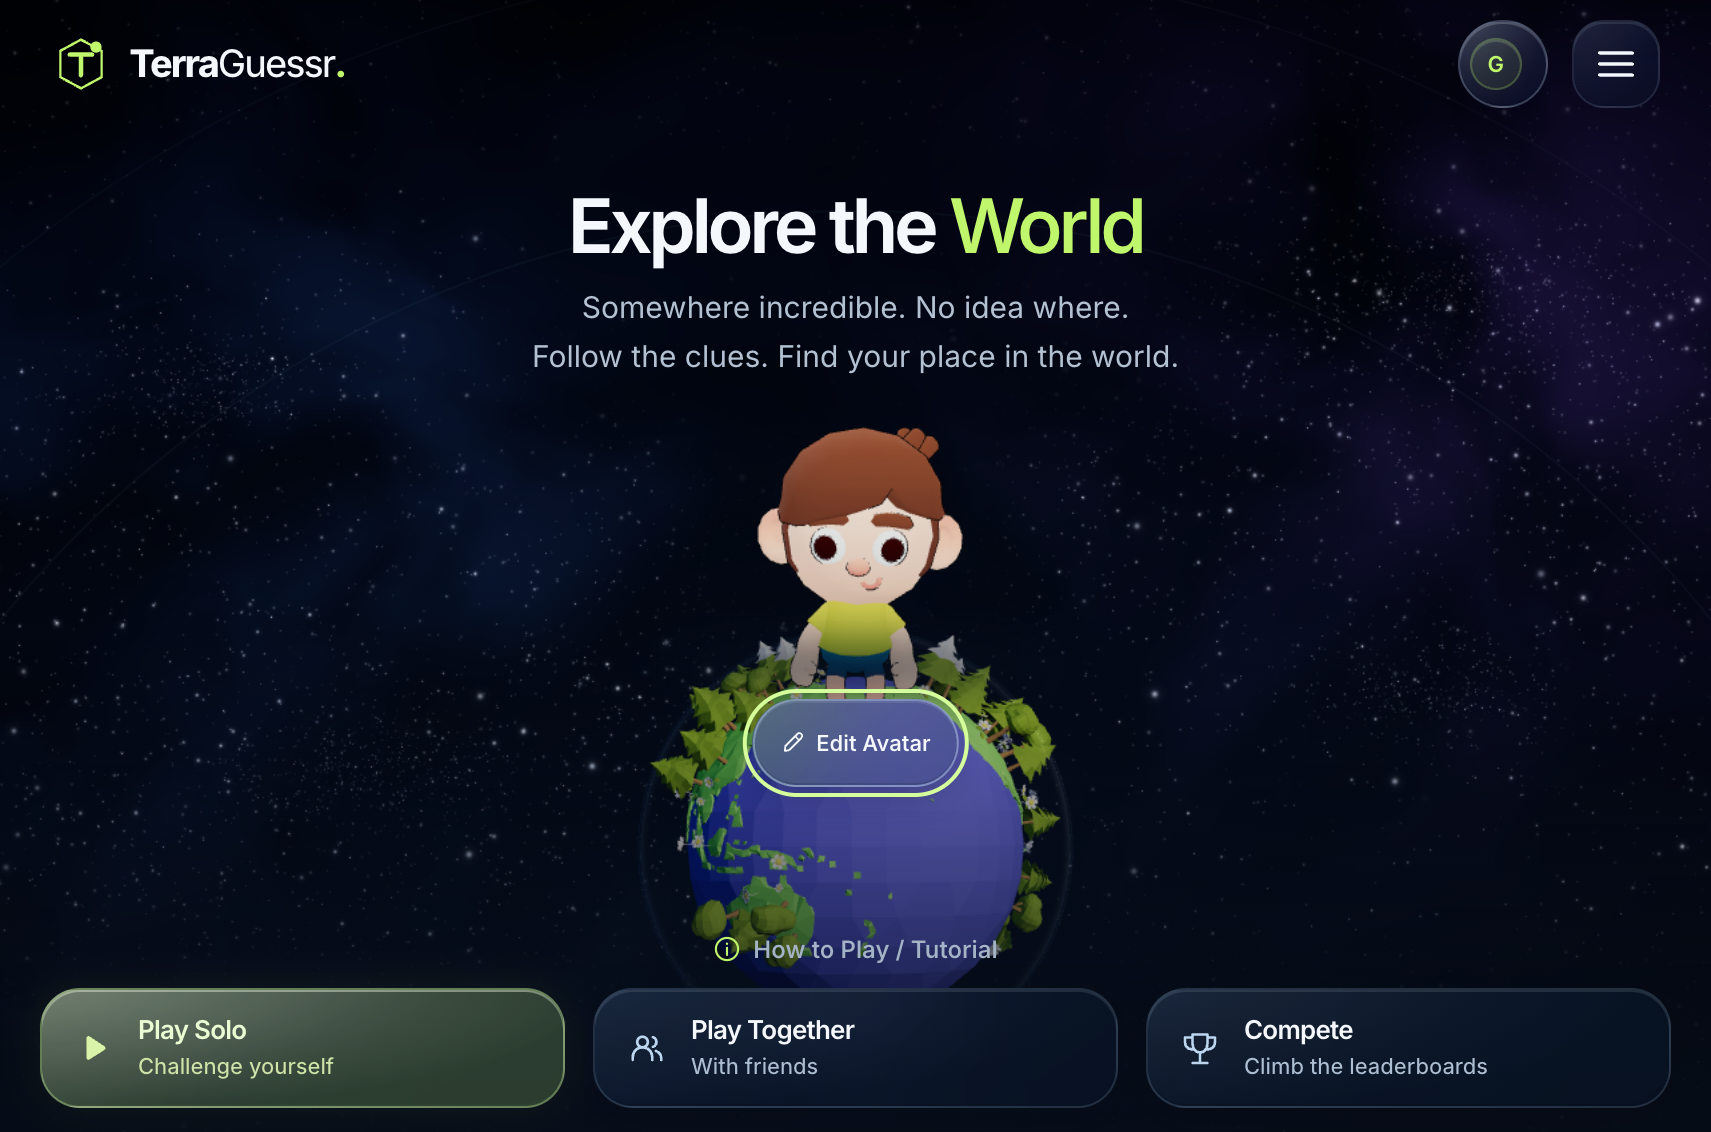 TerraGuessr.
G
Explore the World
Somewhere incredible. No idea where.
Follow the clues. Find your place in the world.
Edit Avatar
How to Play / Tutorial
Play Solo
Challenge yourself
Play Together
With friends
Compete
Climb the leaderboards